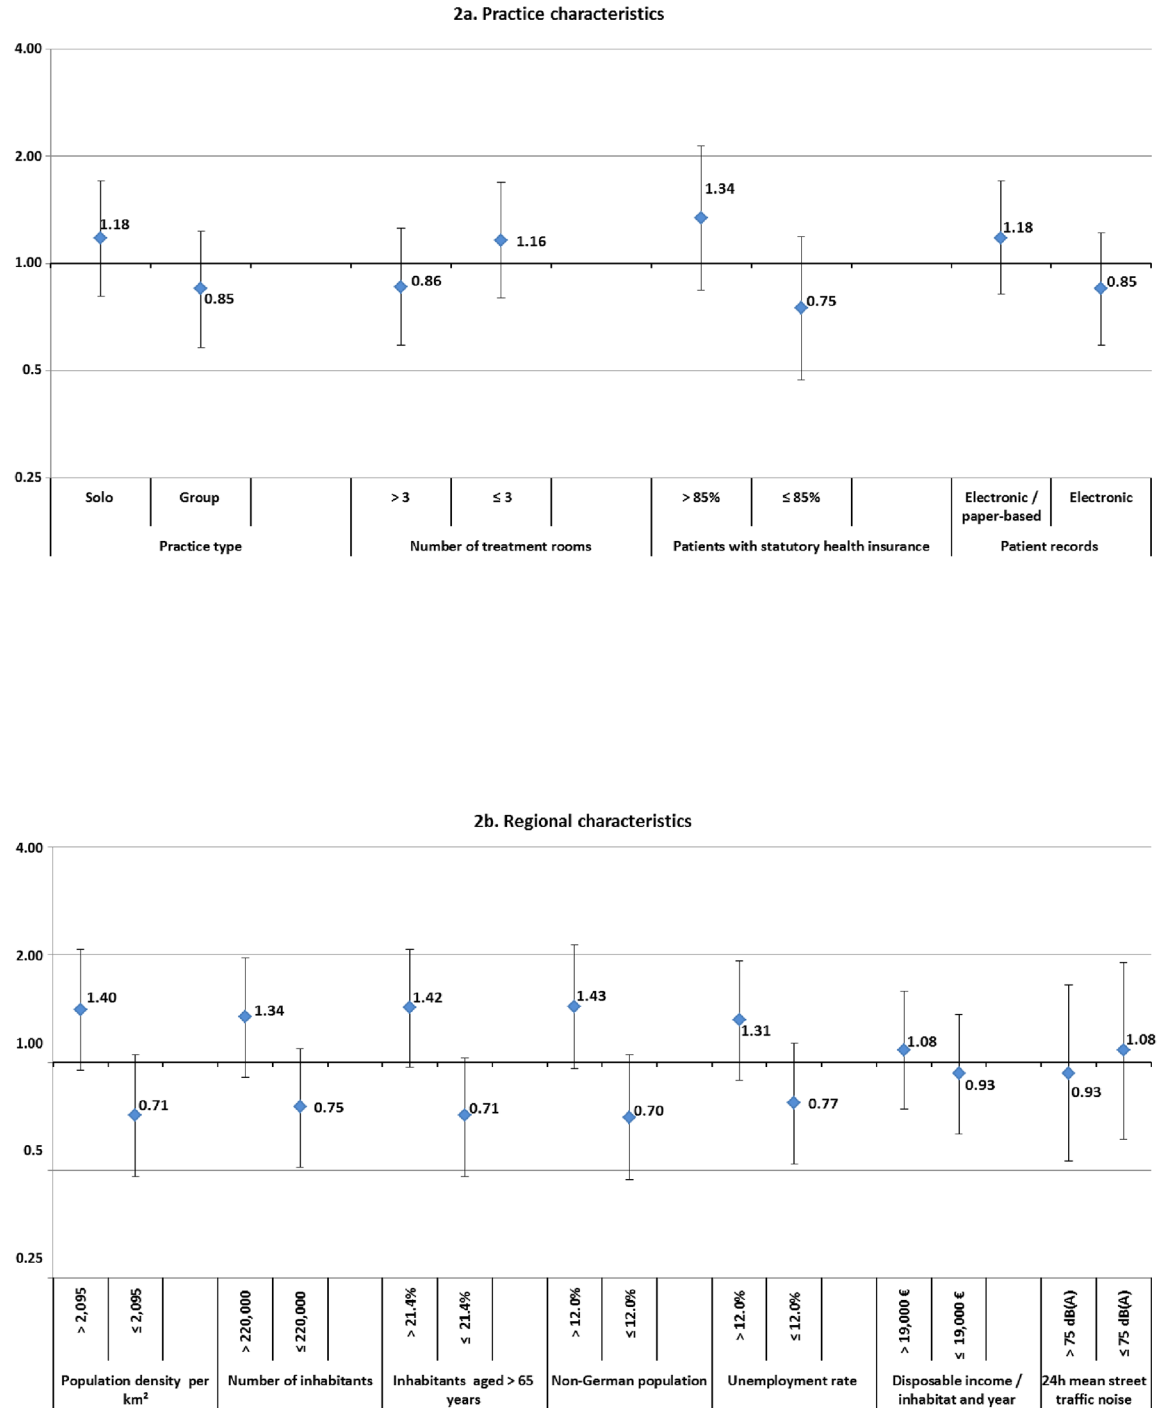 2a. Practice characteristics
4.00
2.00
1.00
0.5
0.25
1.18
0.85
0.86
1.16
1.34
0.75
1.18
0.85
Solo
Group
> 3
≤ 3
> 85%
≤ 85%
Electronic /
paper-based
Electronic
Practice type
Number of treatment rooms
Patients with statutory health insurance
Patient records
2b. Regional characteristics
4.00
2.00
1.00
0.5
0.25
1.40
0.71
1.34
0.75
1.42
0.71
1.43
0.70
1.31
0.77
1.08
0.93
0.93
1.08
> 2,095
≤ 2,095
> 220,000
≤ 220,000
> 21.4%
≤ 21.4%
> 12.0%
≤ 12.0%
> 12.0%
≤ 12.0%
> 19,000 €
≤ 19,000 €
> 75 dB(A)
≤ 75 dB(A)
Population density per
km²
Number of inhabitants
Inhabitants aged > 65
years
Non-German population
Unemployment rate
Disposable income /
inhabitat and year
24h mean street
traffic noise